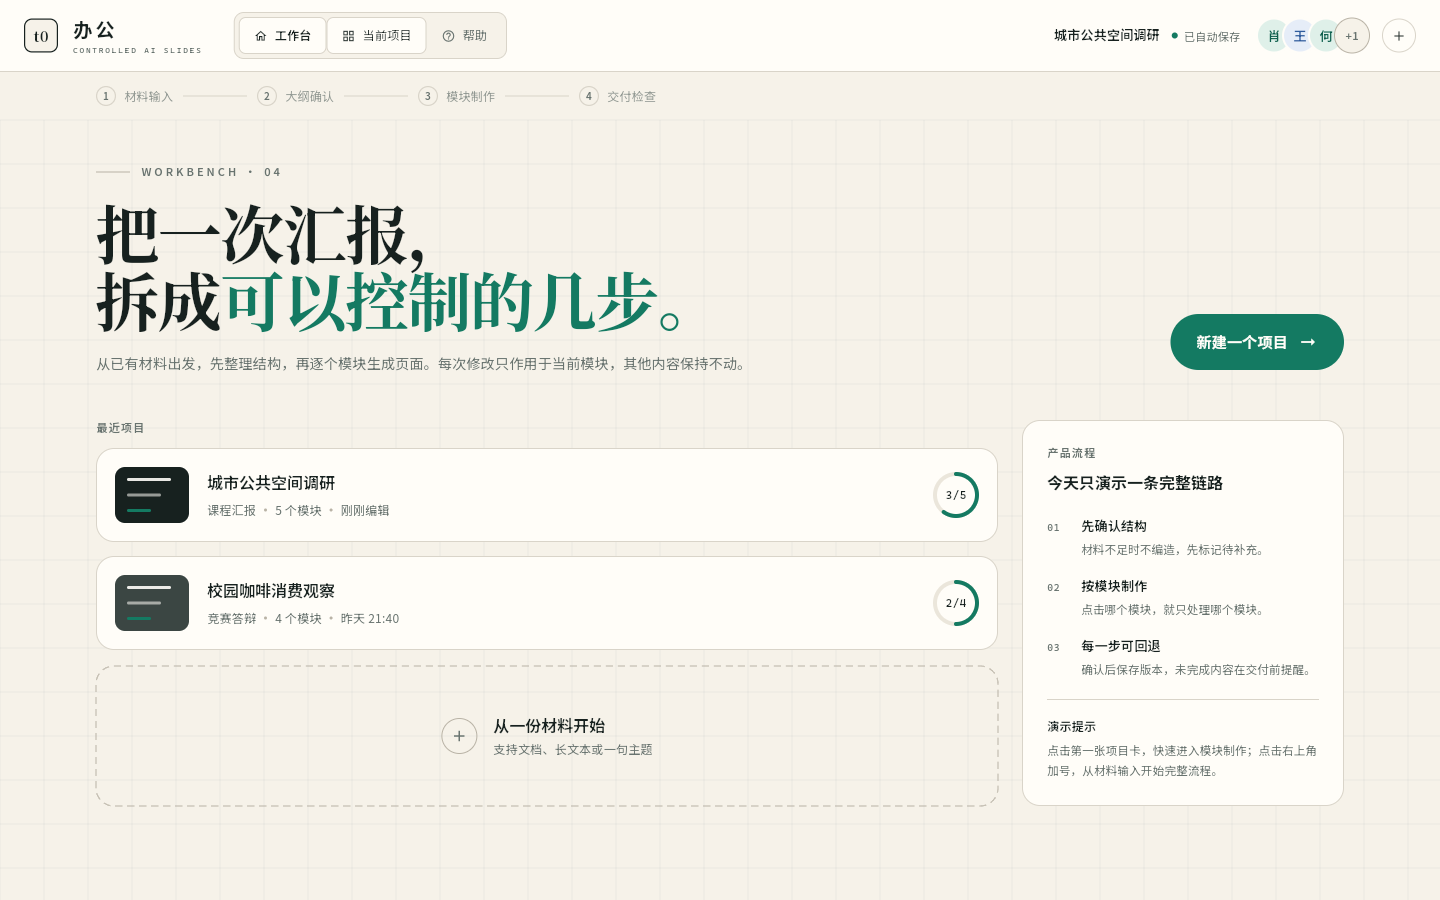 t0
办公
CONTROLLED AI SLIDES
工作台
当前项目
帮助
城市公共空间调研
已自动保存
肖
王
何
+1
1 材料输入
2 大纲确认
3 模块制作
4 交付检查
WORKBENCH · 04
把一次汇报，
拆成可以控制的几步。
从已有材料出发，先整理结构，再逐个模块生成页面。每次修改只作用于当前模块，其他内容保持不动。
新建一个项目 →
最近项目
城市公共空间调研
课程汇报 • 5 个模块 • 刚刚编辑
3/5
校园咖啡消费观察
竞赛答辩 • 4 个模块 • 昨天 21:40
2/4
从一份材料开始
支持文档、长文本或一句主题
产品流程
今天只演示一条完整链路
01 先确认结构
材料不足时不编造，先标记待补充。
02 按模块制作
点击哪个模块，就只处理哪个模块。
03 每一步可回退
确认后保存版本，未完成内容在交付前提醒。
演示提示
点击第一张项目卡，快速进入模块制作；点击右上角
加号，从材料输入开始完整流程。